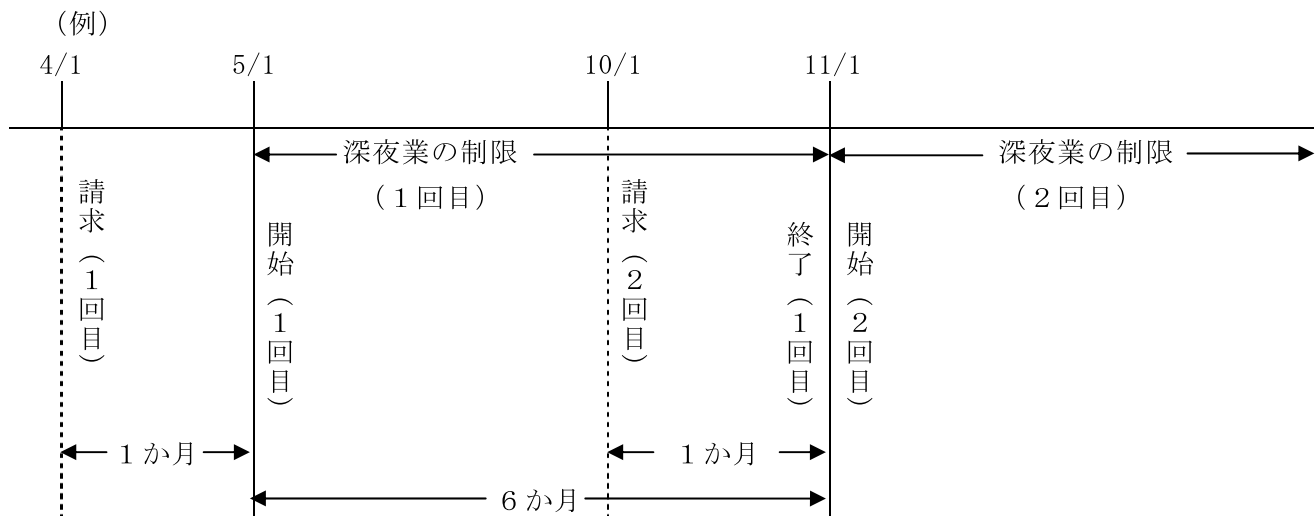 （例）
4/1
5/1
10/1
11/1
深夜業の制限
（１回目）
深夜業の制限
（２回目）
請求（１回目）
開始（１回目）
請求（２回目）
終了（１回目）
開始（２回目）
１か月
１か月
６か月